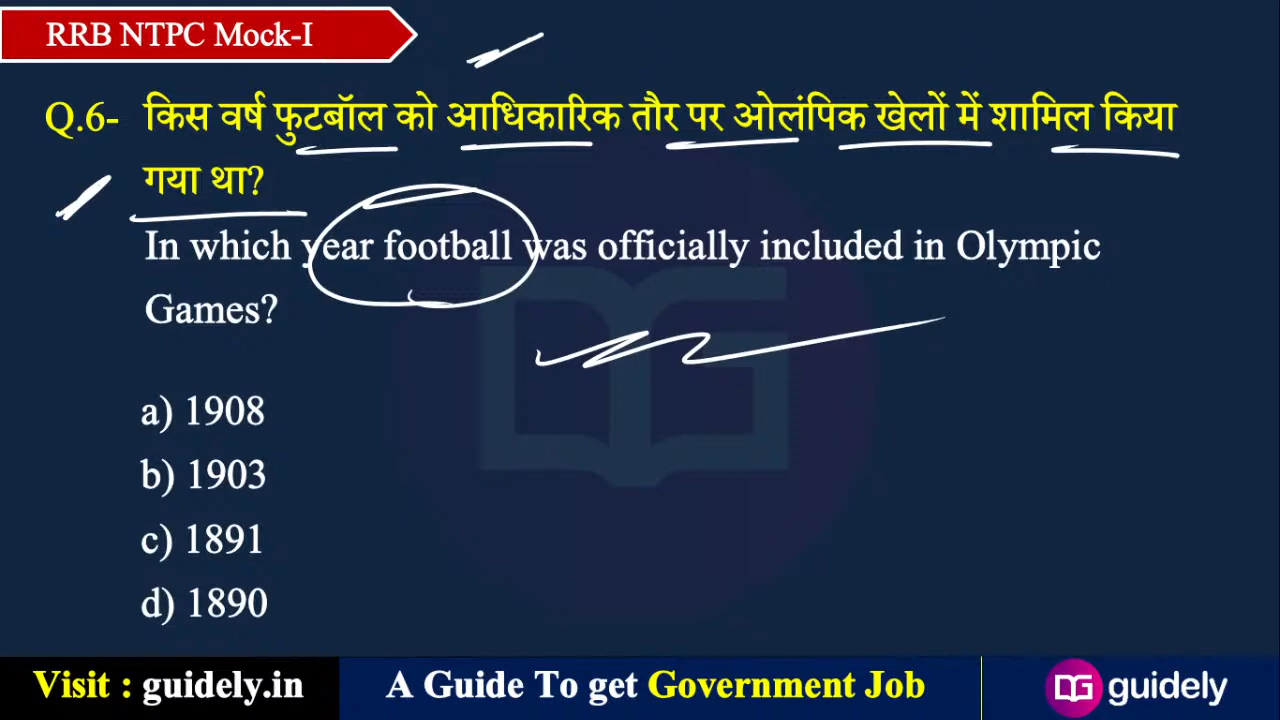 RRB NTPC Mock-I
Q.6- किस वर्ष फुटबॉल को आधिकारिक तौर पर ओलंपिक खेलों में शामिल किया
गया था?
In which year football was officially included in Olympic
Games?
a) 1908
b) 1903
c) 1891
d) 1890
Visit : guidely.in
A Guide To get Government Job
DG guidely